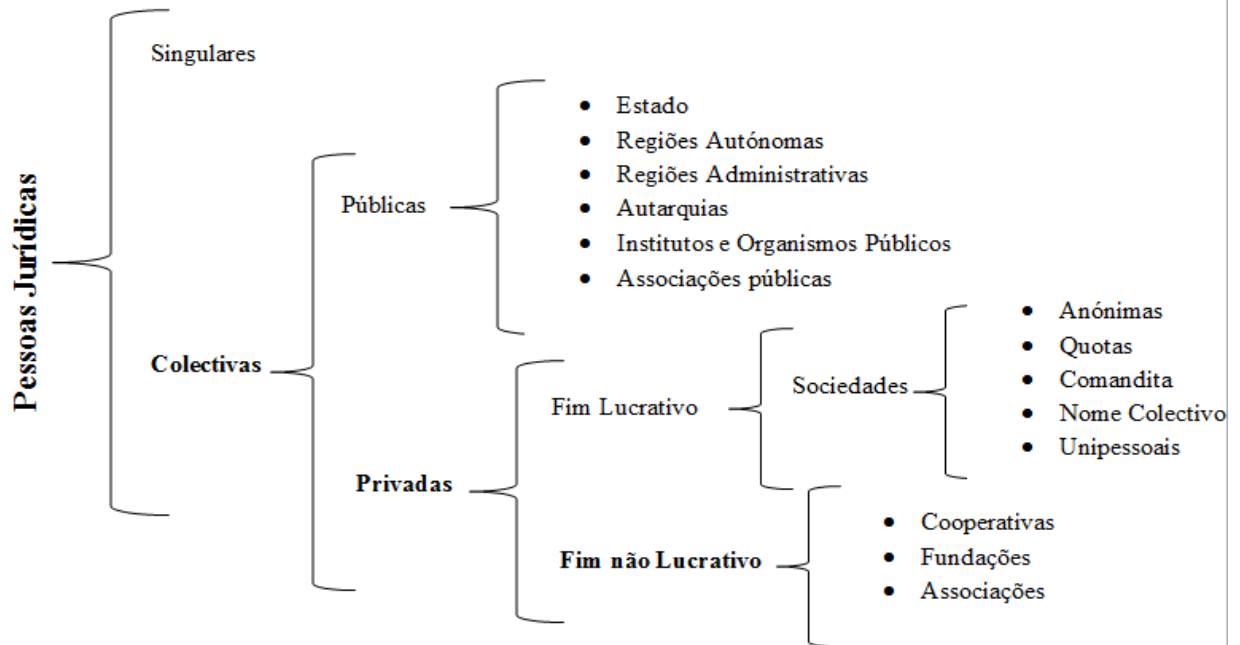 Pessoas Jurídicas
Singulares
Colectivas
Públicas
• Estado
• Regiões Autónomas
• Regiões Administrativas
• Autarquias
• Institutos e Organismos Públicos
• Associações públicas
Privadas
Fim Lucrativo
Sociedades
• Anónimas
• Quotas
• Comandita
• Nome Colectivo
• Unipessoais
Fim não Lucrativo
• Cooperativas
• Fundações
• Associações